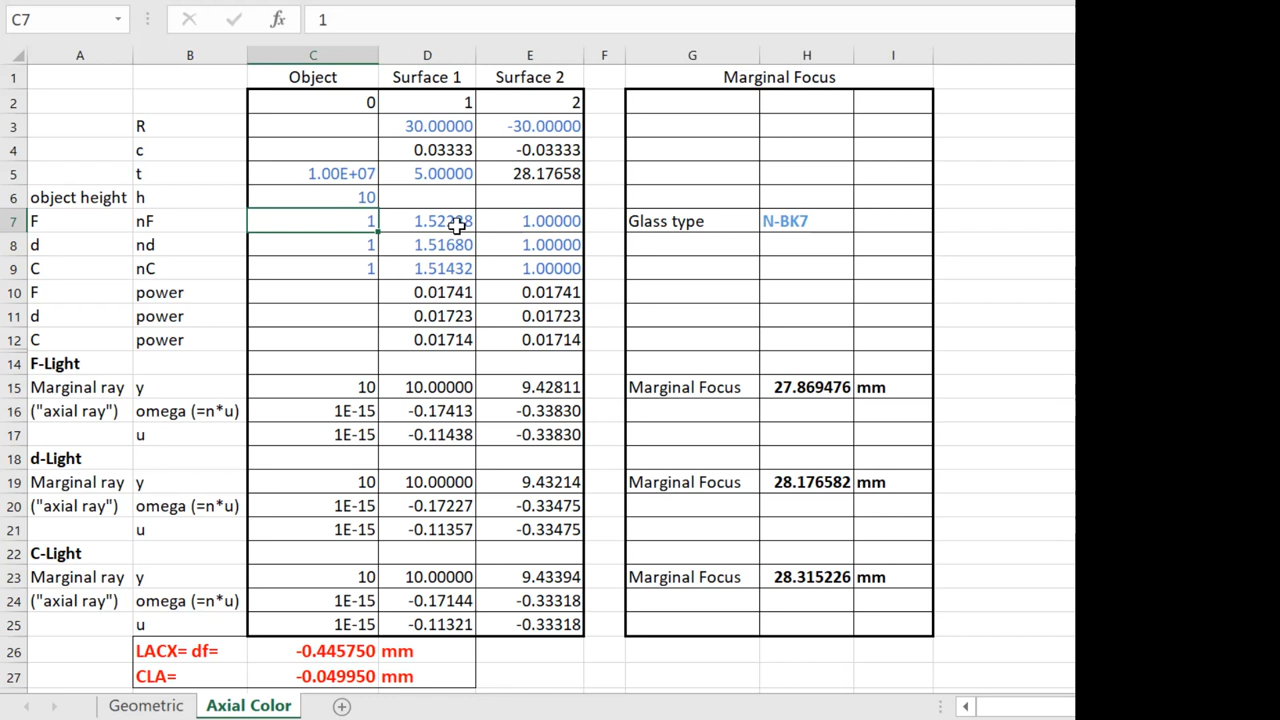 C7 fx 1
A B C D E F G H I
1 Object Surface 1 Surface 2 Marginal Focus
2 0 1 2
3 R 30.00000 -30.00000
4 c 0.03333 -0.03333
5 t 1.00E+07 5.00000 28.17658
6 object height h 10
7 F nF 1 1.52238 1.00000 Glass type N-BK7
8 d nd 1 1.51680 1.00000
9 C nC 1 1.51432 1.00000
10 F power 0.01741 0.01741
11 d power 0.01723 0.01723
12 C power 0.01714 0.01714
14 F-Light
15 Marginal ray y 10 10.00000 9.42811 Marginal Focus 27.869476 mm
16 ("axial ray") omega (=n*u) 1E-15 -0.17413 -0.33830
17 u 1E-15 -0.11438 -0.33830
18 d-Light
19 Marginal ray y 10 10.00000 9.43214 Marginal Focus 28.176582 mm
20 ("axial ray") omega (=n*u) 1E-15 -0.17227 -0.33475
21 u 1E-15 -0.11357 -0.33475
22 C-Light
23 Marginal ray y 10 10.00000 9.43394 Marginal Focus 28.315226 mm
24 ("axial ray") omega (=n*u) 1E-15 -0.17144 -0.33318
25 u 1E-15 -0.11321 -0.33318
26 LACX= df= -0.445750 mm
27 CLA= -0.049950 mm
Geometric Axial Color